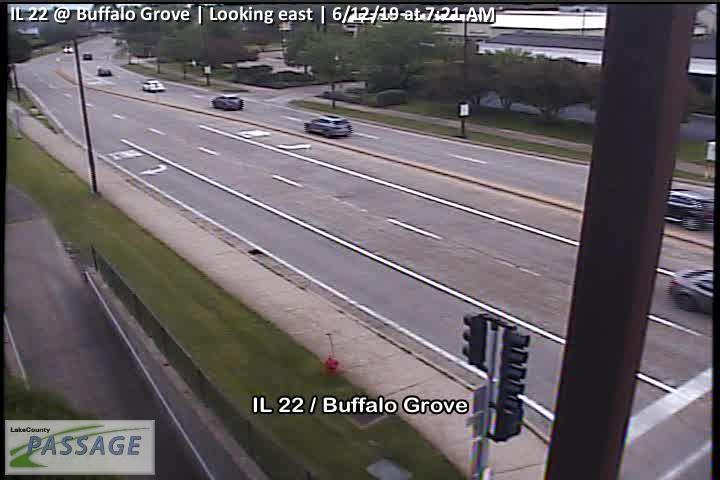 IL 22 @ Buffalo Grove | Looking east | 6/12/19 at 7:21 AM
IL 22 / Buffalo Grove
LakeCounty
PASSAGE